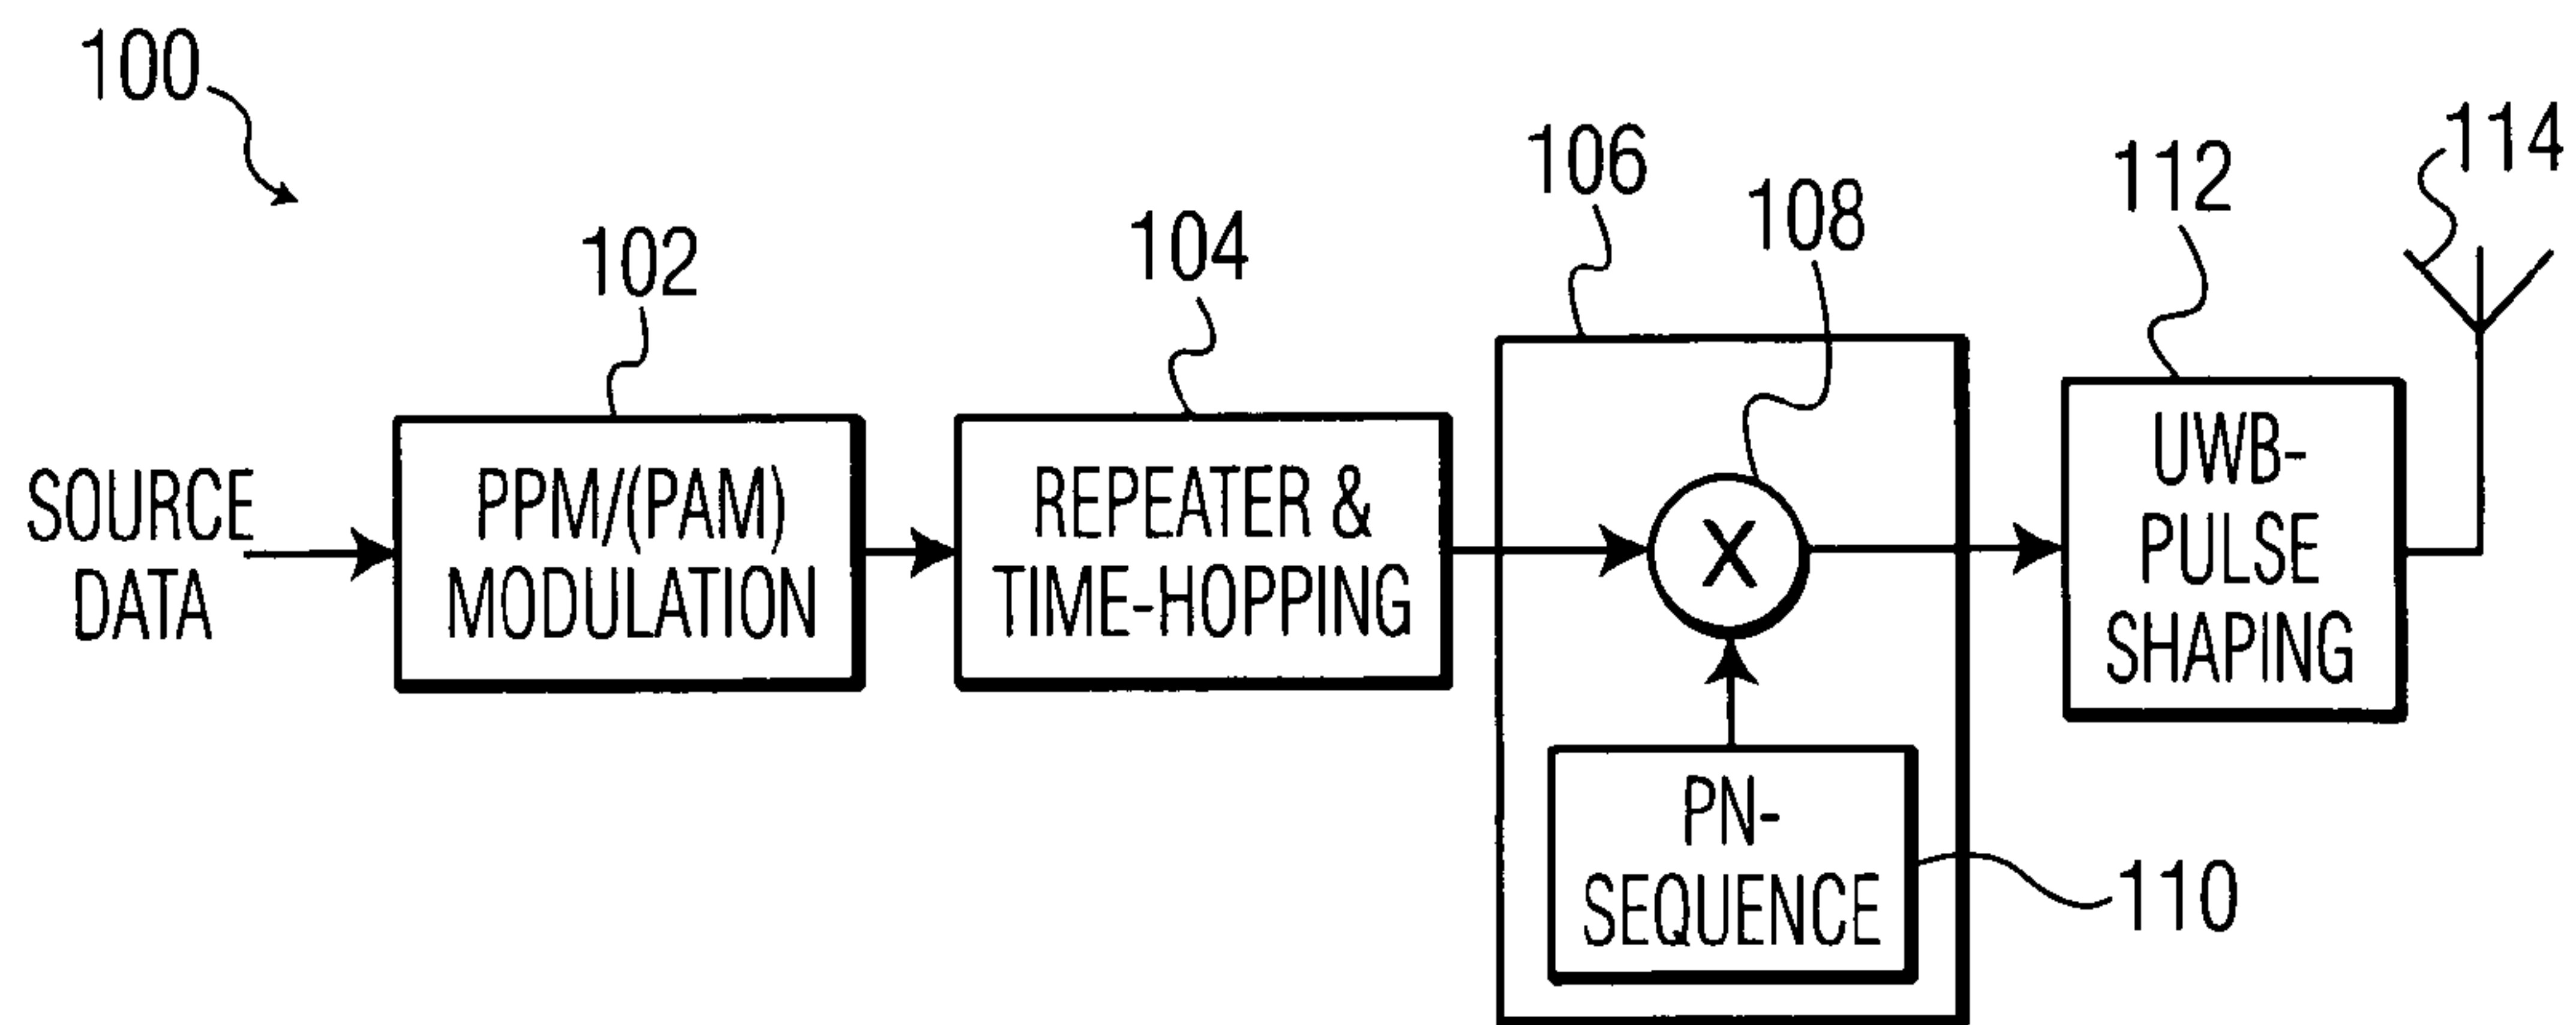 100
102
104
106
108
112
114
SOURCE
DATA
PPM/(PAM)
MODULATION
REPEATER &
TIME-HOPPING
X
PN-
SEQUENCE
110
UWB-
PULSE
SHAPING